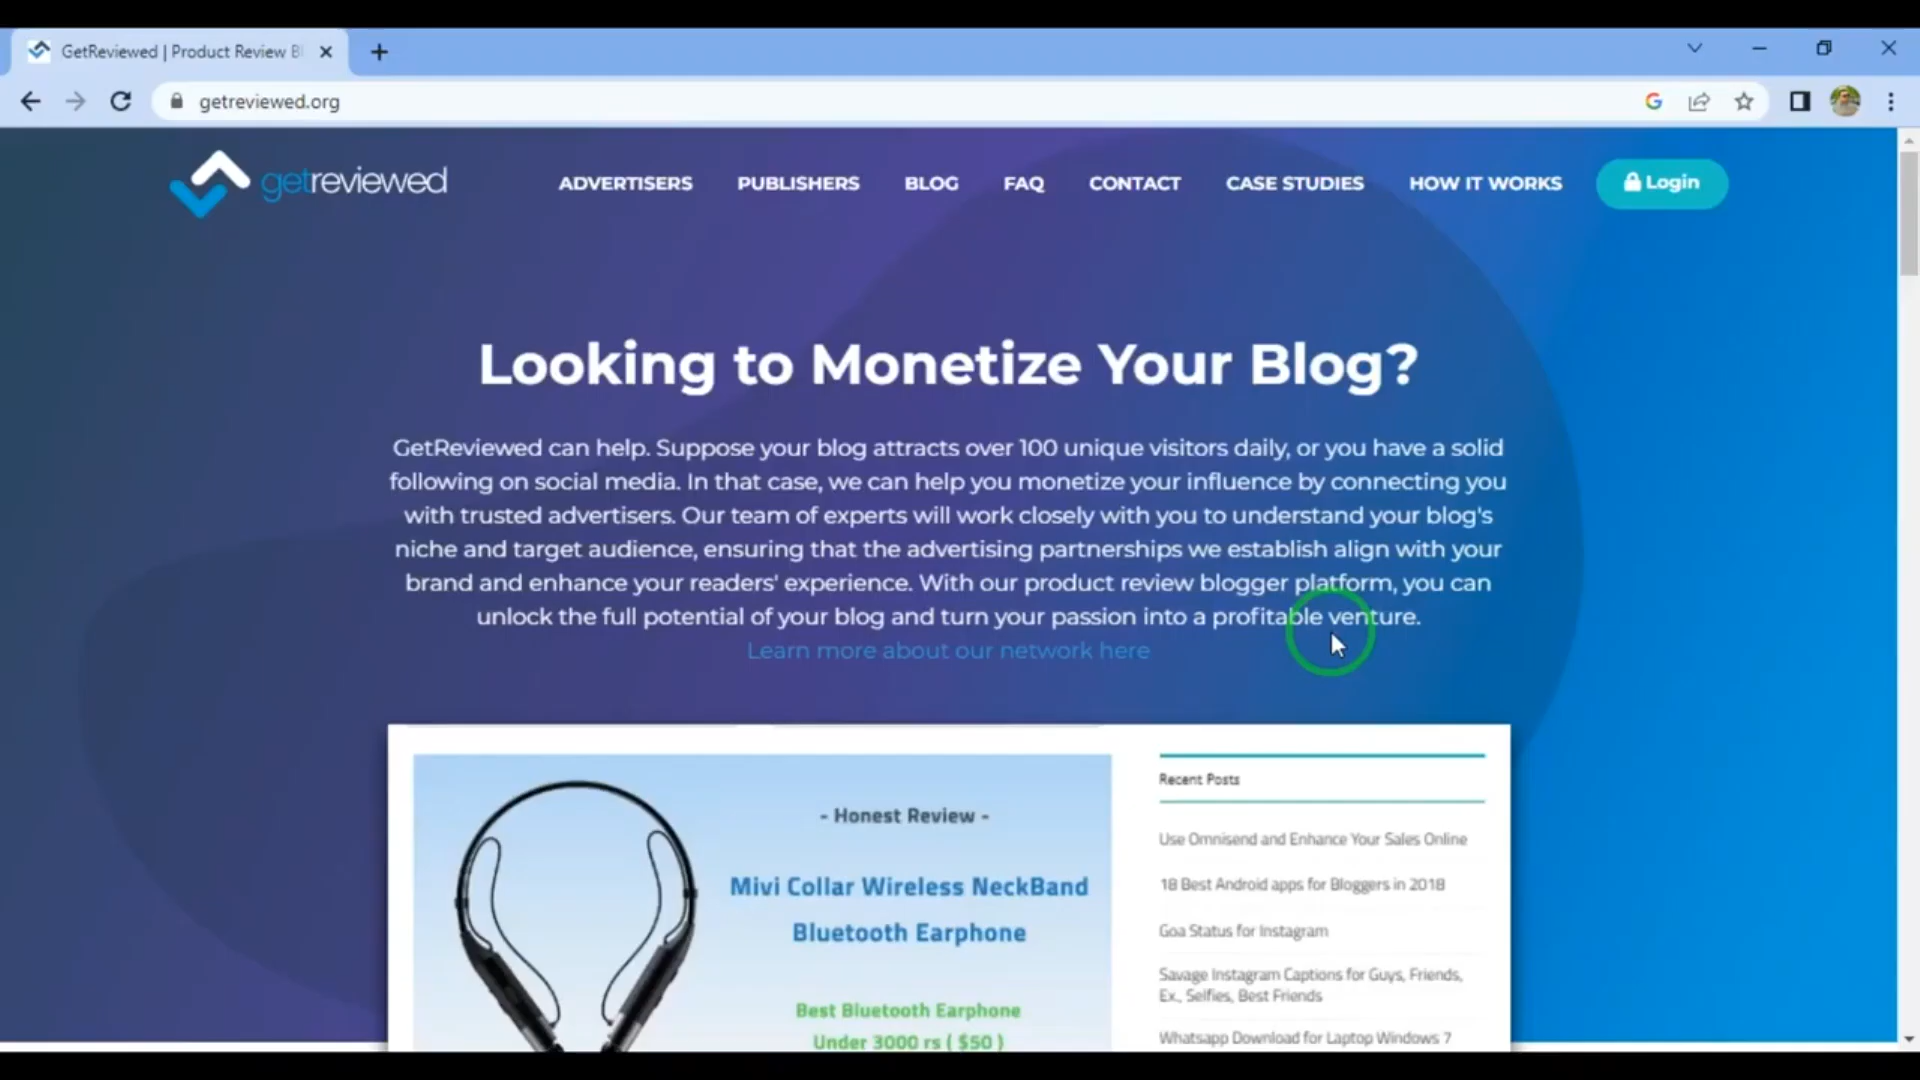 GetReviewed | Product Review B
getreviewed.org
getreviewed
ADVERTISERS
PUBLISHERS
BLOG
FAQ
CONTACT
CASE STUDIES
HOW IT WORKS
Login
Looking to Monetize Your Blog?
GetReviewed can help. Suppose your blog attracts over 100 unique visitors daily, or you have a solid
following on social media. In that case, we can help you monetize your influence by connecting you
with trusted advertisers. Our team of experts will work closely with you to understand your blog's
niche and target audience, ensuring that the advertising partnerships we establish align with your
brand and enhance your readers' experience. With our product review blogger platform, you can
unlock the full potential of your blog and turn your passion into a profitable venture.
Learn more about our network here
- Honest Review -
Mivi Collar Wireless NeckBand
Bluetooth Earphone
Best Bluetooth Earphone
Under 3000 rs ( $50 )
Recent Posts
Use Omnisend and Enhance Your Sales Online
18 Best Android apps for Bloggers in 2018
Goa Status for Instagram
Savage Instagram Captions for Guys, Friends,
Ex., Selfies, Best Friends
Whatsapp Download for Laptop Windows 7